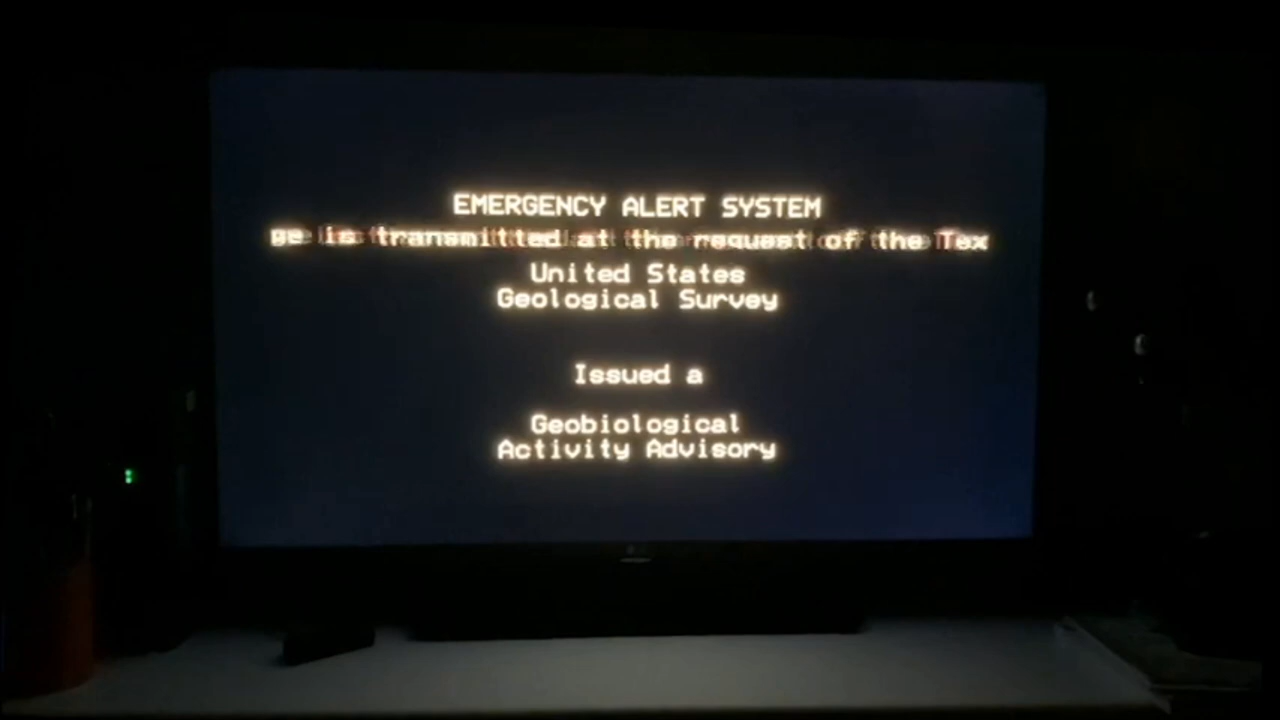 EMERGENCY ALERT SYSTEM
ge is transmitted at the request of the Tex
United States
Geological Survey
Issued a
Geobiological
Activity Advisory